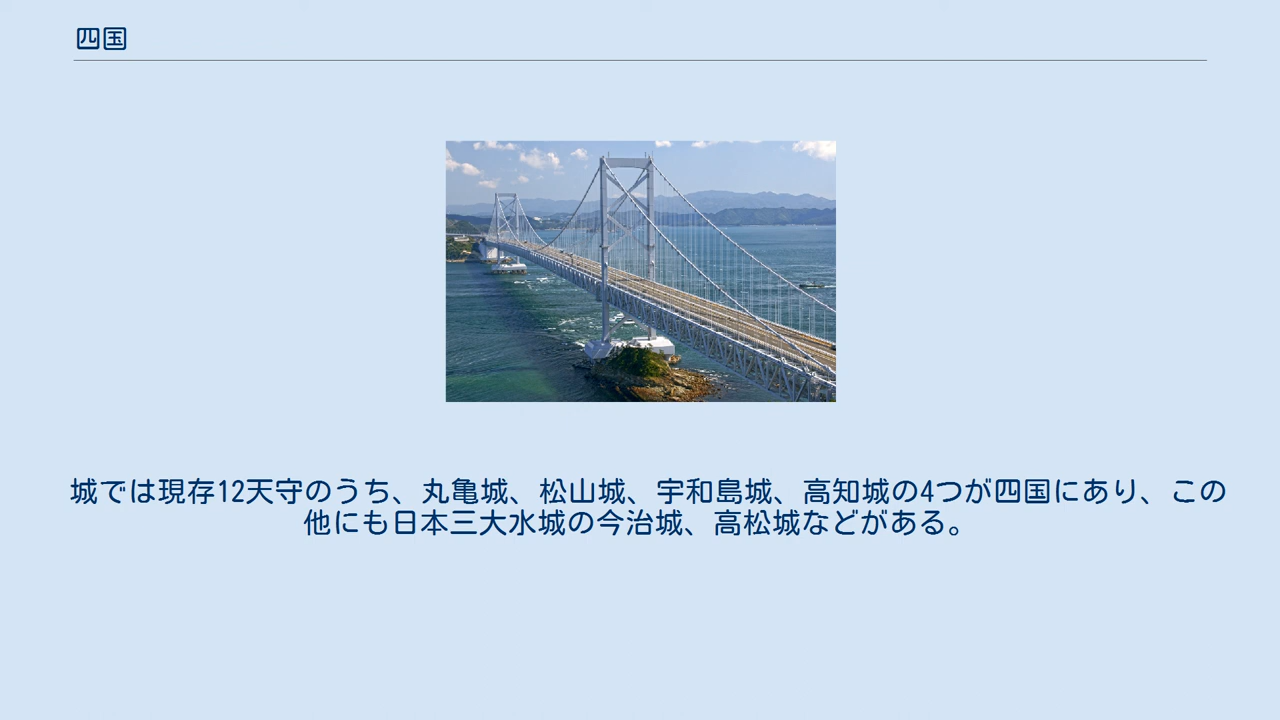 四国
城では現存12天守のうち、丸亀城、松山城、宇和島城、高知城の4つが四国にあり、この
他にも日本三大水城の今治城、高松城などがある。